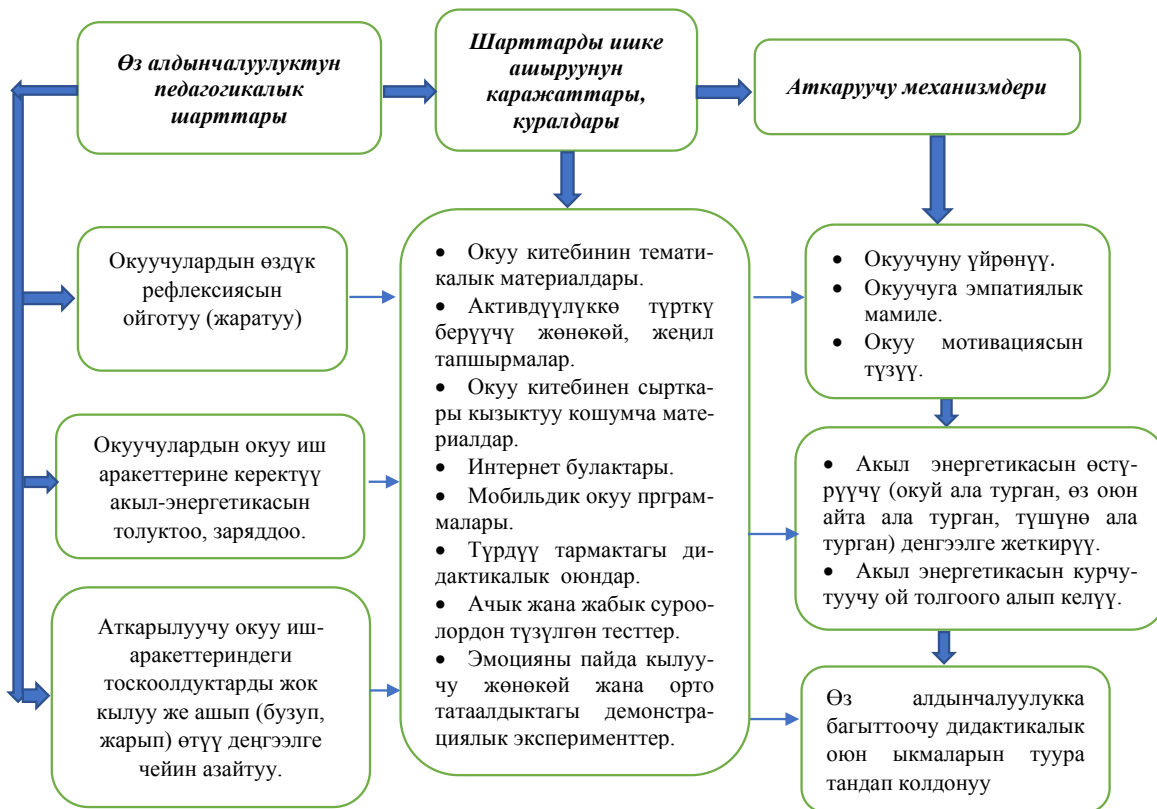 Өз алдынчалуулуктун
педагогикалык
шарттары
Шарттарды ишке
ашыруунун
каражаттары,
куралдары
Аткаруучу механизмдери
Окуучулардын өздүк
рефлексиясын
ойготуу (жаратуу)
Окуучулардын окуу иш
аракеттерине керектүү
акыл-энергетикасын
толуктоо, заряддоо.
Аткарылуучу окуу иш-
аракеттериндеги
тоскоолдуктарды жок
кылуу же ашып (бузуп,
жарып) өтүү деңгээлге
чейин азайтуу.
• Окуу китебинин темати-
калык материалдары.
• Активдүүлүккө түрткү
берүүчү жөнөкөй, жеңил
тапшырмалар.
• Окуу китебинен сыртка-
ры кызыктуу кошумча мате-
риалдар.
• Интернет булактары.
• Мобильдик окуу прграм-
малары.
• Түрдүү тармактагы ди-
дактикалык оюндар.
• Ачык жана жабык суроо-
лордон түзүлгөн тесттер.
• Эмоцияны пайда кылуу-
чу жөнөкөй жана орто
татаалдыктагы демонстра-
циялык эксперименттер.
• Окуучуну үйрөнүү.
• Окуучуга эмпатиялык
мамиле.
• Окуу мотивациясын
түзүү.
• Акыл энергетикасын өстү-
рүүчү (окуй ала турган, өз оюн
айта ала турган, түшүнө ала
турган) денгээлге жеткирүү.
• Акыл энергетикасын курчу-
туучу ой толгоого алып келүү.
Өз алдынчалуулукка
багыттоочу дидактикалык
оюн ыкмаларын туура
тандап колдонуу